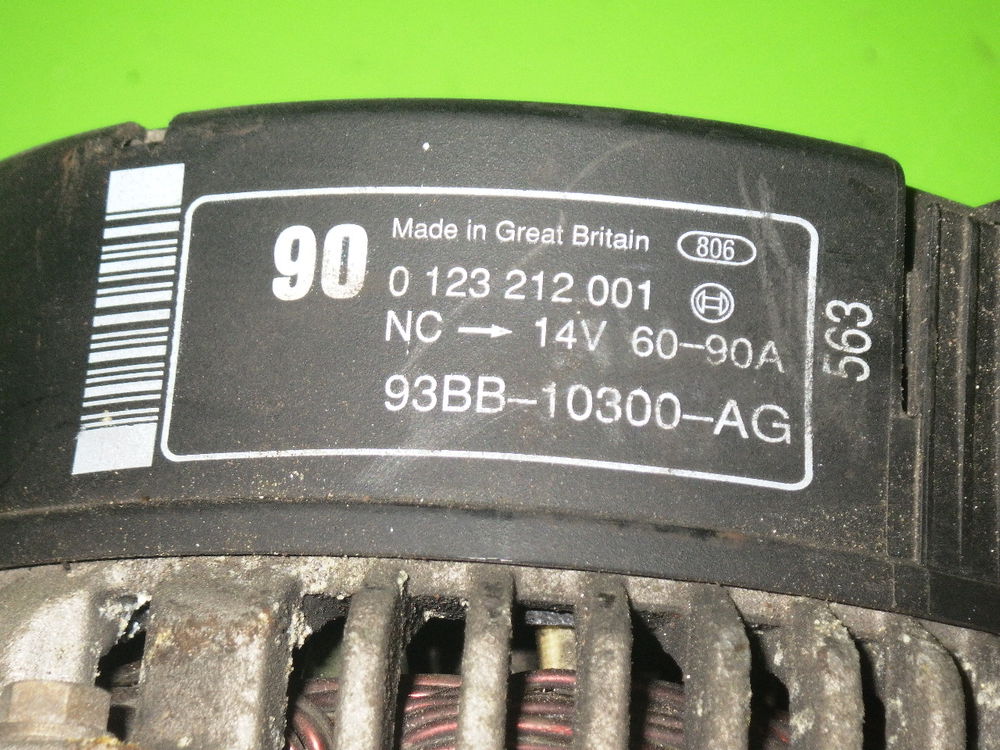 90
Made in Great Britain 806
0 123 212 001
NC → 14V 60-90A
93BB-10300-AG
563